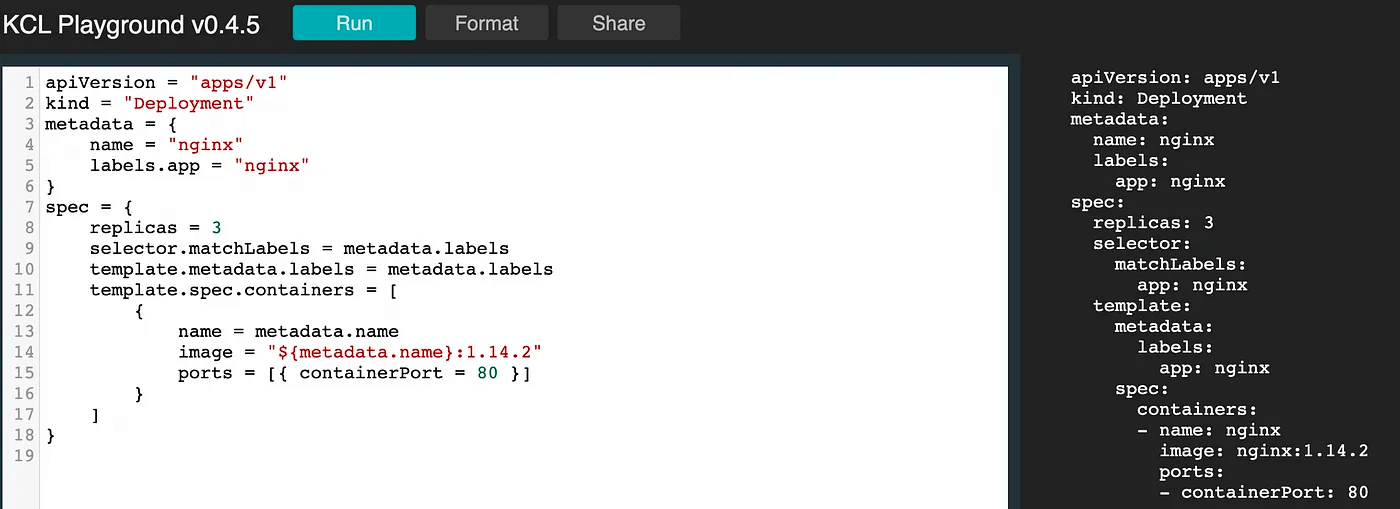 KCL Playground v0.4.5 Run Format Share
1 apiVersion = "apps/v1"
2 kind = "Deployment"
3 metadata = {
4     name = "nginx"
5     labels.app = "nginx"
6 }
7 spec = {
8     replicas = 3
9     selector.matchLabels = metadata.labels
10     template.metadata.labels = metadata.labels
11     template.spec.containers = [
12         {
13             name = metadata.name
14             image = "${metadata.name}:1.14.2"
15             ports = [{ containerPort = 80 }]
16         }
17     ]
18 }
19
apiVersion: apps/v1
kind: Deployment
metadata:
  name: nginx
  labels:
    app: nginx
spec:
  replicas: 3
  selector:
    matchLabels:
      app: nginx
  template:
    metadata:
      labels:
        app: nginx
    spec:
      containers:
      - name: nginx
        image: nginx:1.14.2
        ports:
        - containerPort: 80